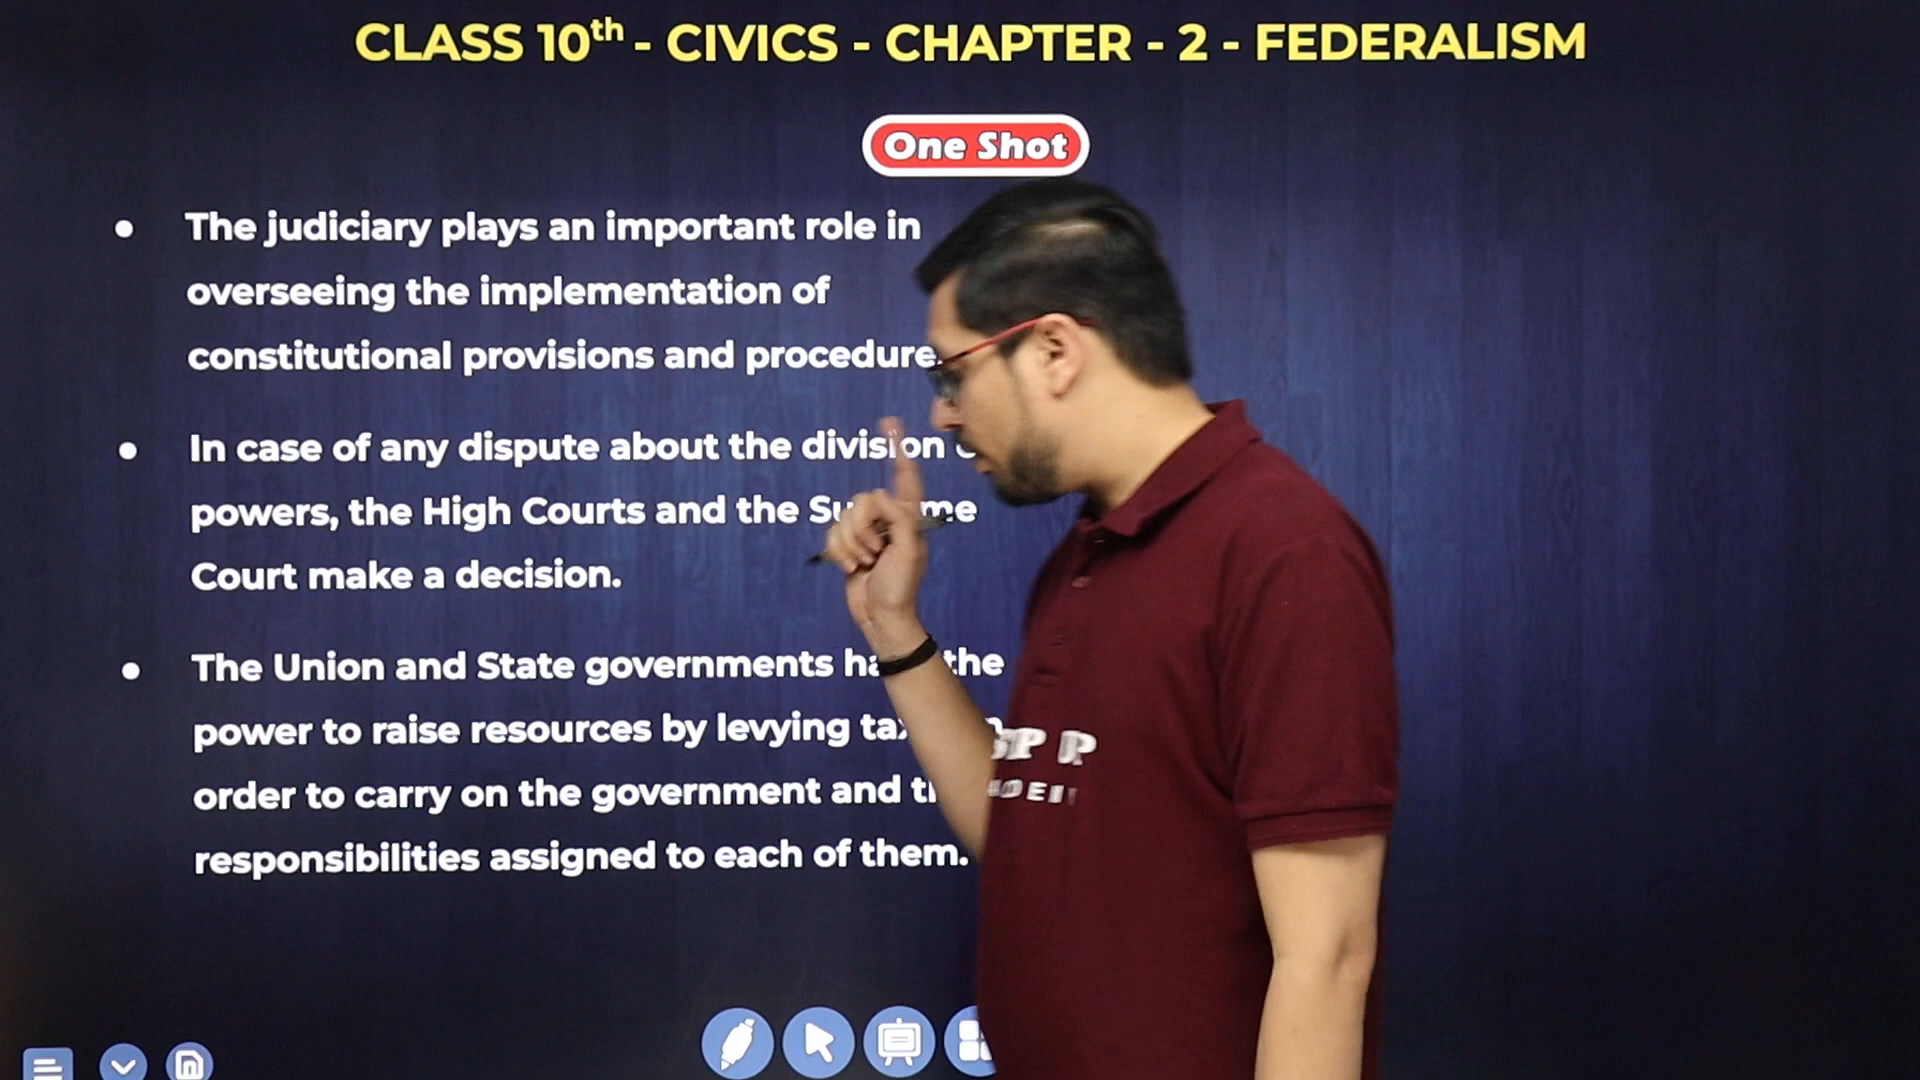 CLASS 10th - CIVICS - CHAPTER - 2 - FEDERALISM
One Shot
The judiciary plays an important role in
overseeing the implementation of
constitutional provisions and procedure
In case of any dispute about the division
powers, the High Courts and the
Court make a decision.
The Union and State governments the
power to raise resources by levying
order to carry on the government and
responsibilities assigned to each of them.